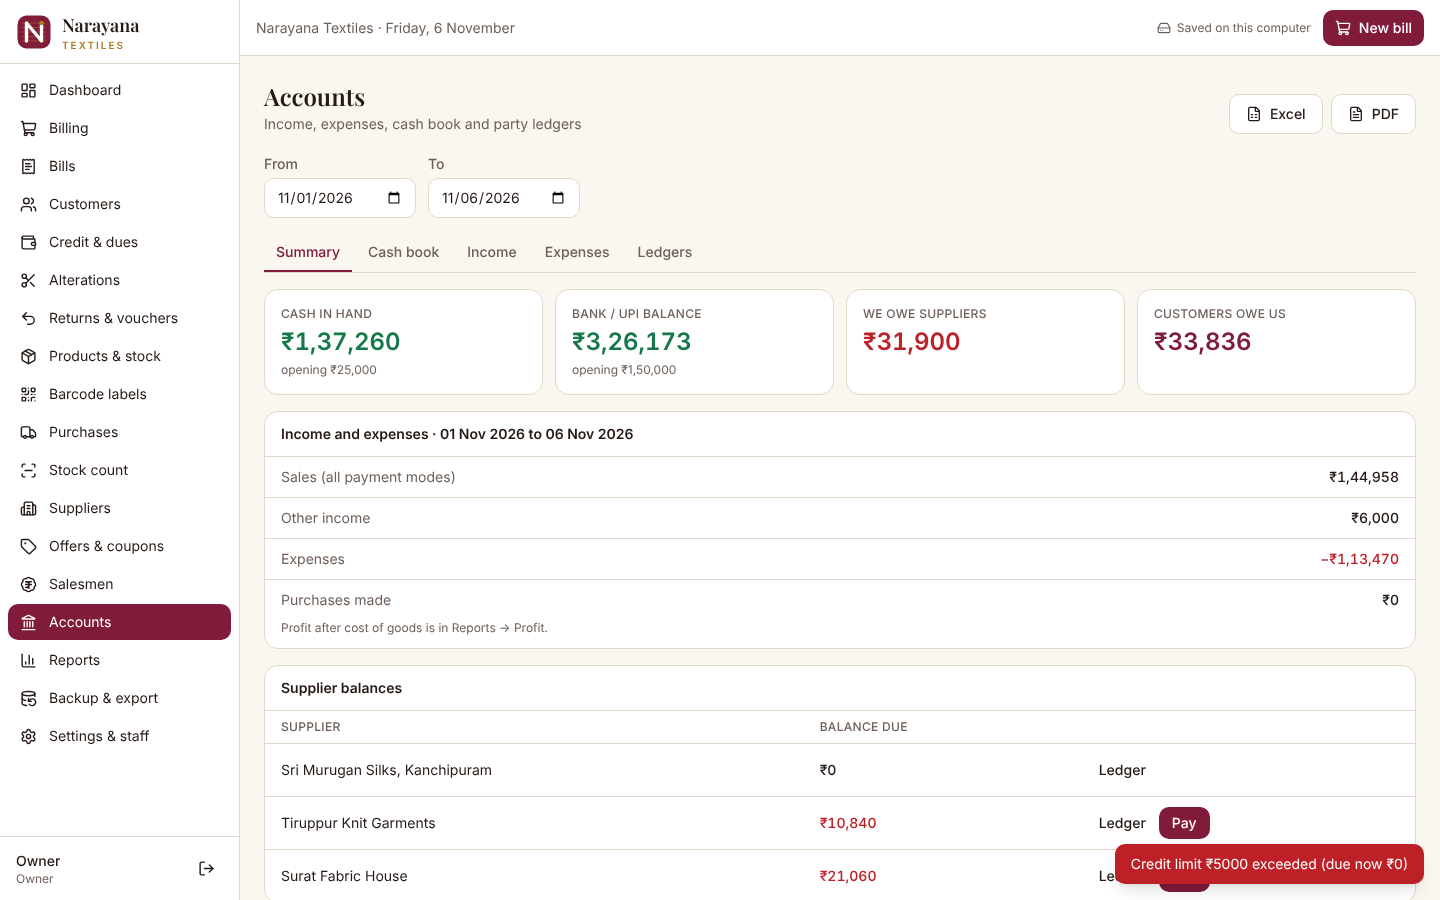 Narayana
TEXTILES
Narayana Textiles · Friday, 6 November
Saved on this computer
New bill
Dashboard
Billing
Bills
Customers
Credit & dues
Alterations
Returns & vouchers
Products & stock
Barcode labels
Purchases
Stock count
Suppliers
Offers & coupons
Salesmen
Accounts
Reports
Backup & export
Settings & staff
Owner
Owner
Accounts
Income, expenses, cash book and party ledgers
Excel
PDF
From
To
11/01/2026
11/06/2026
Summary
Cash book
Income
Expenses
Ledgers
CASH IN HAND
₹1,37,260
opening ₹25,000
BANK / UPI BALANCE
₹3,26,173
opening ₹1,50,000
WE OWE SUPPLIERS
₹31,900
CUSTOMERS OWE US
₹33,836
Income and expenses · 01 Nov 2026 to 06 Nov 2026
Sales (all payment modes) ₹1,44,958
Other income ₹6,000
Expenses −₹1,13,470
Purchases made ₹0
Profit after cost of goods is in Reports → Profit.
Supplier balances
SUPPLIER BALANCE DUE
Sri Murugan Silks, Kanchipuram ₹0 Ledger
Tiruppur Knit Garments ₹10,840 Ledger Pay
Surat Fabric House ₹21,060
Credit limit ₹5000 exceeded (due now ₹0)